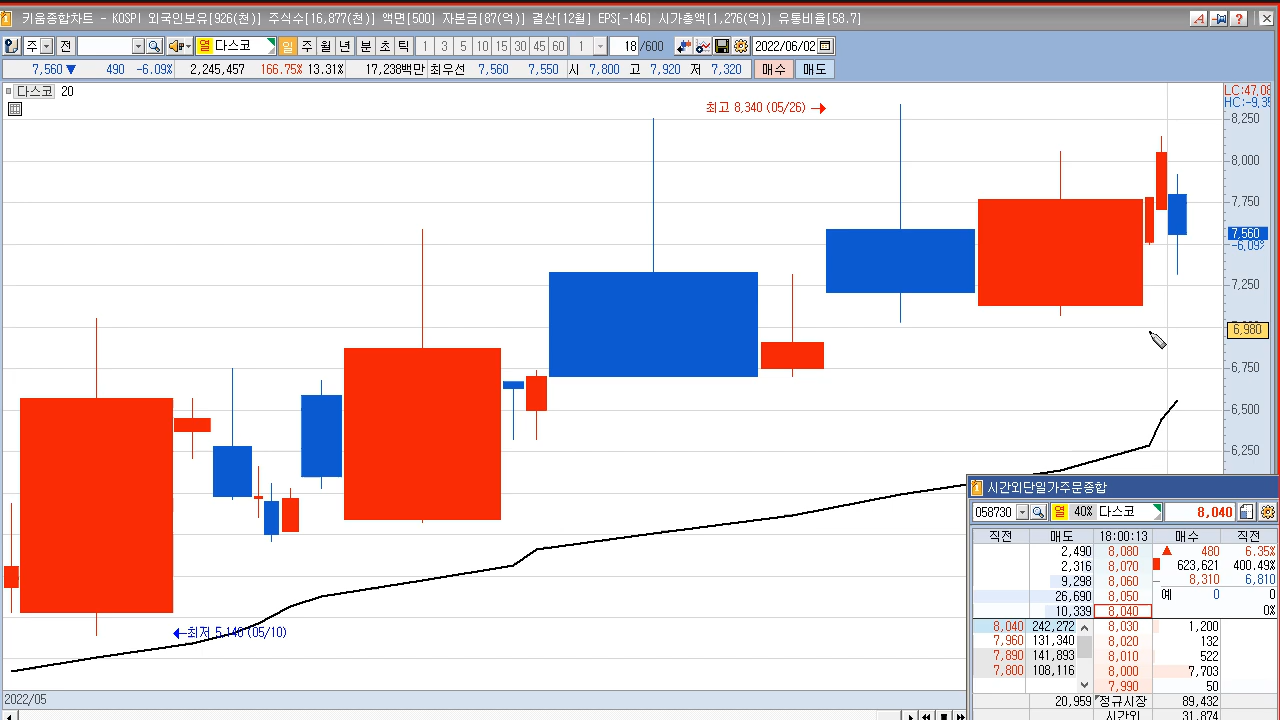 키움종합차트 - KOSPI 외국인보유[926(천)] 주식수[16,877(천)] 액면[500] 자본금[87(억)] 결산[12월] EPS[-146] 시가총액[1,276(억)] 유통비율[58.7]
주 전 열 다스코 일 주 월 년 분 초 틱 1 3 5 10 15 30 45 60 1 18 /600 2022/06/02
7,560 ▼ 490 -6.09% 2,245,457 166.75% 13.31% 17,238백만 최우선 7,560 7,550 시 7,800 고 7,920 저 7,320 매수 매도
다스코 20
LC:47.08
HC:-9.35
최고 8,340 (05/26) →
8,250
8,000
7,750
7,560
-6.09%
7,250
6,980
6,750
6,500
6,250
←최저 5,140 (05/10)
2022/05
시간외단일가주문종합
058730 열 40% 다스코 8,040
직전 매도 18:00:13 매수 직전
2,490 8,080 ▲ 480 6.35%
2,316 8,070 623,621 400.49%
9,298 8,060 8,310 6,810
26,690 8,050 예 0 0
10,339 8,040 0%
8,040 242,272 8,030 1,200
7,960 131,340 8,020 132
7,890 141,893 8,010 522
7,800 108,116 8,000 7,703
7,990 50
20,959 정규시장 89,432
시간외 31,874